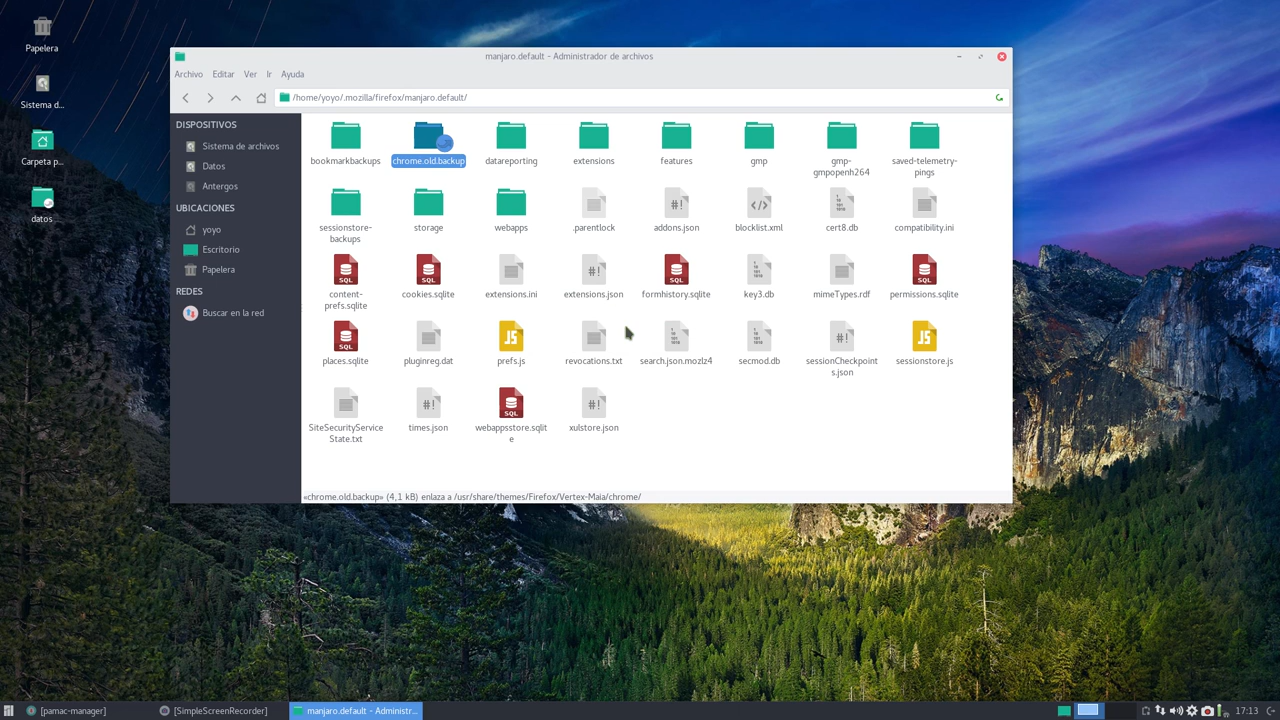 Papelera
Sistema d...
Carpeta p...
datos
manjaro.default - Administrador de archivos
Archivo Editar Ver Ir Ayuda
/home/yoyo/.mozilla/firefox/manjaro.default/
DISPOSITIVOS
Sistema de archivos
Datos
Antergos
UBICACIONES
yoyo
Escritorio
Papelera
REDES
Buscar en la red
bookmarkbackups
chrome.old.backup
datareporting
extensions
features
gmp
gmp-
gmpopenh264
saved-telemetry-
pings
sessionstore-
backups
storage
webapps
.parentlock
addons.json
blocklist.xml
cert8.db
compatibility.ini
content-
prefs.sqlite
cookies.sqlite
extensions.ini
extensions.json
formhistory.sqlite
key3.db
mimeTypes.rdf
permissions.sqlite
places.sqlite
pluginreg.dat
prefs.js
revocations.txt
search.json.mozlz4
secmod.db
sessionCheckpoint
s.json
sessionstore.js
SiteSecurityService
State.txt
times.json
webappsstore.sqlit
e
xulstore.json
«chrome.old.backup» (4,1 kB) enlaza a /usr/share/themes/Firefox/Vertex-Maia/chrome/
[pamac-manager]
[SimpleScreenRecorder]
manjaro.default - Administr...
17:13